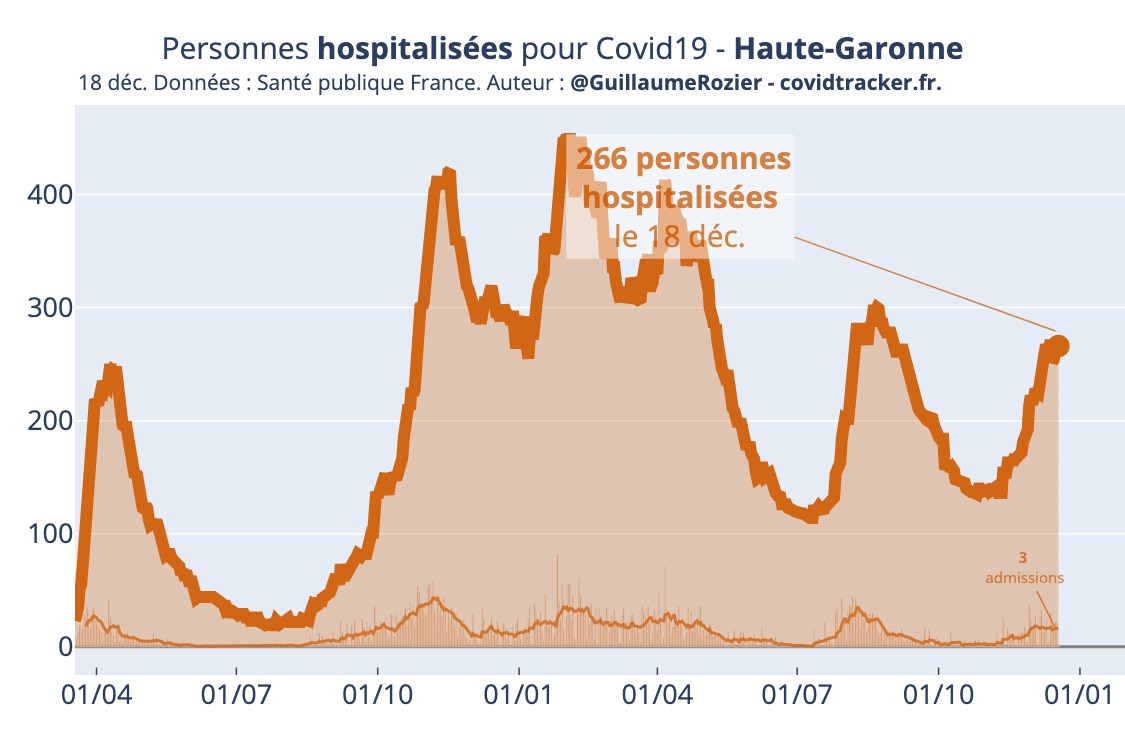 Personnes hospitalisées pour Covid19 - Haute-Garonne
18 déc. Données : Santé publique France. Auteur : @GuillaumeRozier - covidtracker.fr.
266 personnes
hospitalisées
le 18 déc.
400
300
200
100
0
3
admissions
01/04
01/07
01/10
01/01
01/04
01/07
01/10
01/01